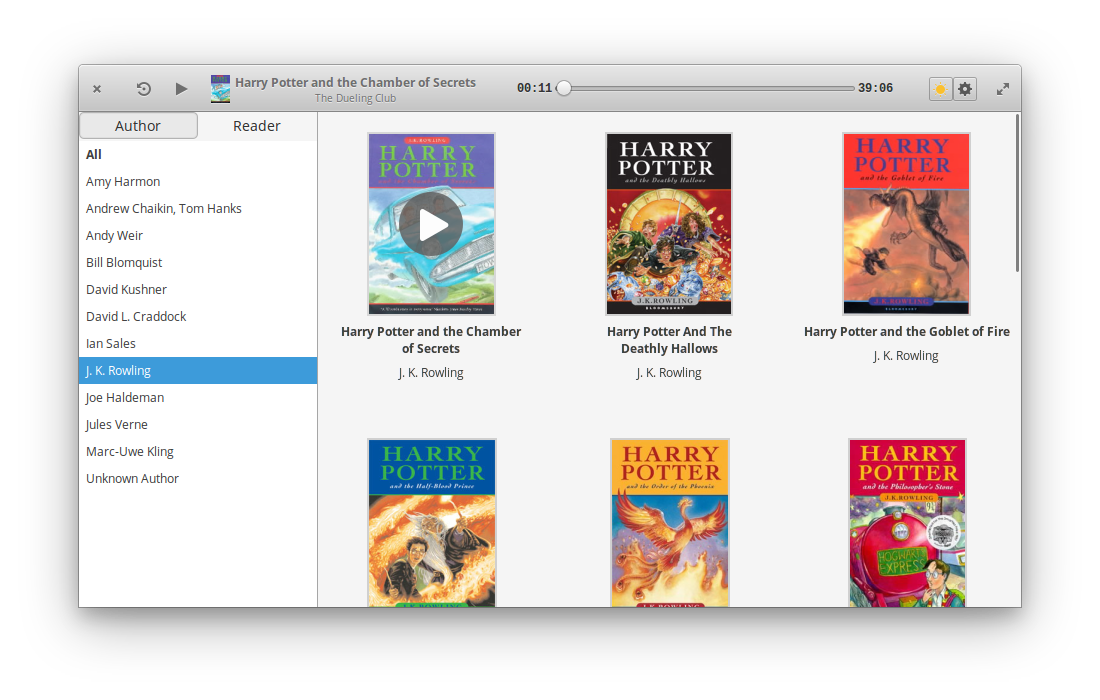 Harry Potter and the Chamber of Secrets
The Dueling Club
00:11
39:06
Author
Reader
All
Amy Harmon
Andrew Chaikin, Tom Hanks
Andy Weir
Bill Blomquist
David Kushner
David L. Craddock
Ian Sales
J. K. Rowling
Joe Haldeman
Jules Verne
Marc-Uwe Kling
Unknown Author
J.K.ROWLING
HARRY
POTTER
HARRY
POTTER
and the Deathly Hallows
J.K.ROWLING
BLOOMSBURY
HARRY
POTTER
and the Goblet of Fire
J.K.ROWLING
Harry Potter and the Chamber
of Secrets
J. K. Rowling
Harry Potter And The
Deathly Hallows
J. K. Rowling
Harry Potter and the Goblet of Fire
J. K. Rowling
HARRY
POTTER
and the Half-Blood Prince
J.K.ROWLING
HARRY
POTTER
and the Order of the Phoenix
J.K.ROWLING
HARRY
POTTER
and the Philosopher's Stone
J.K.ROWLING
HOGWARTS
EXPRESS